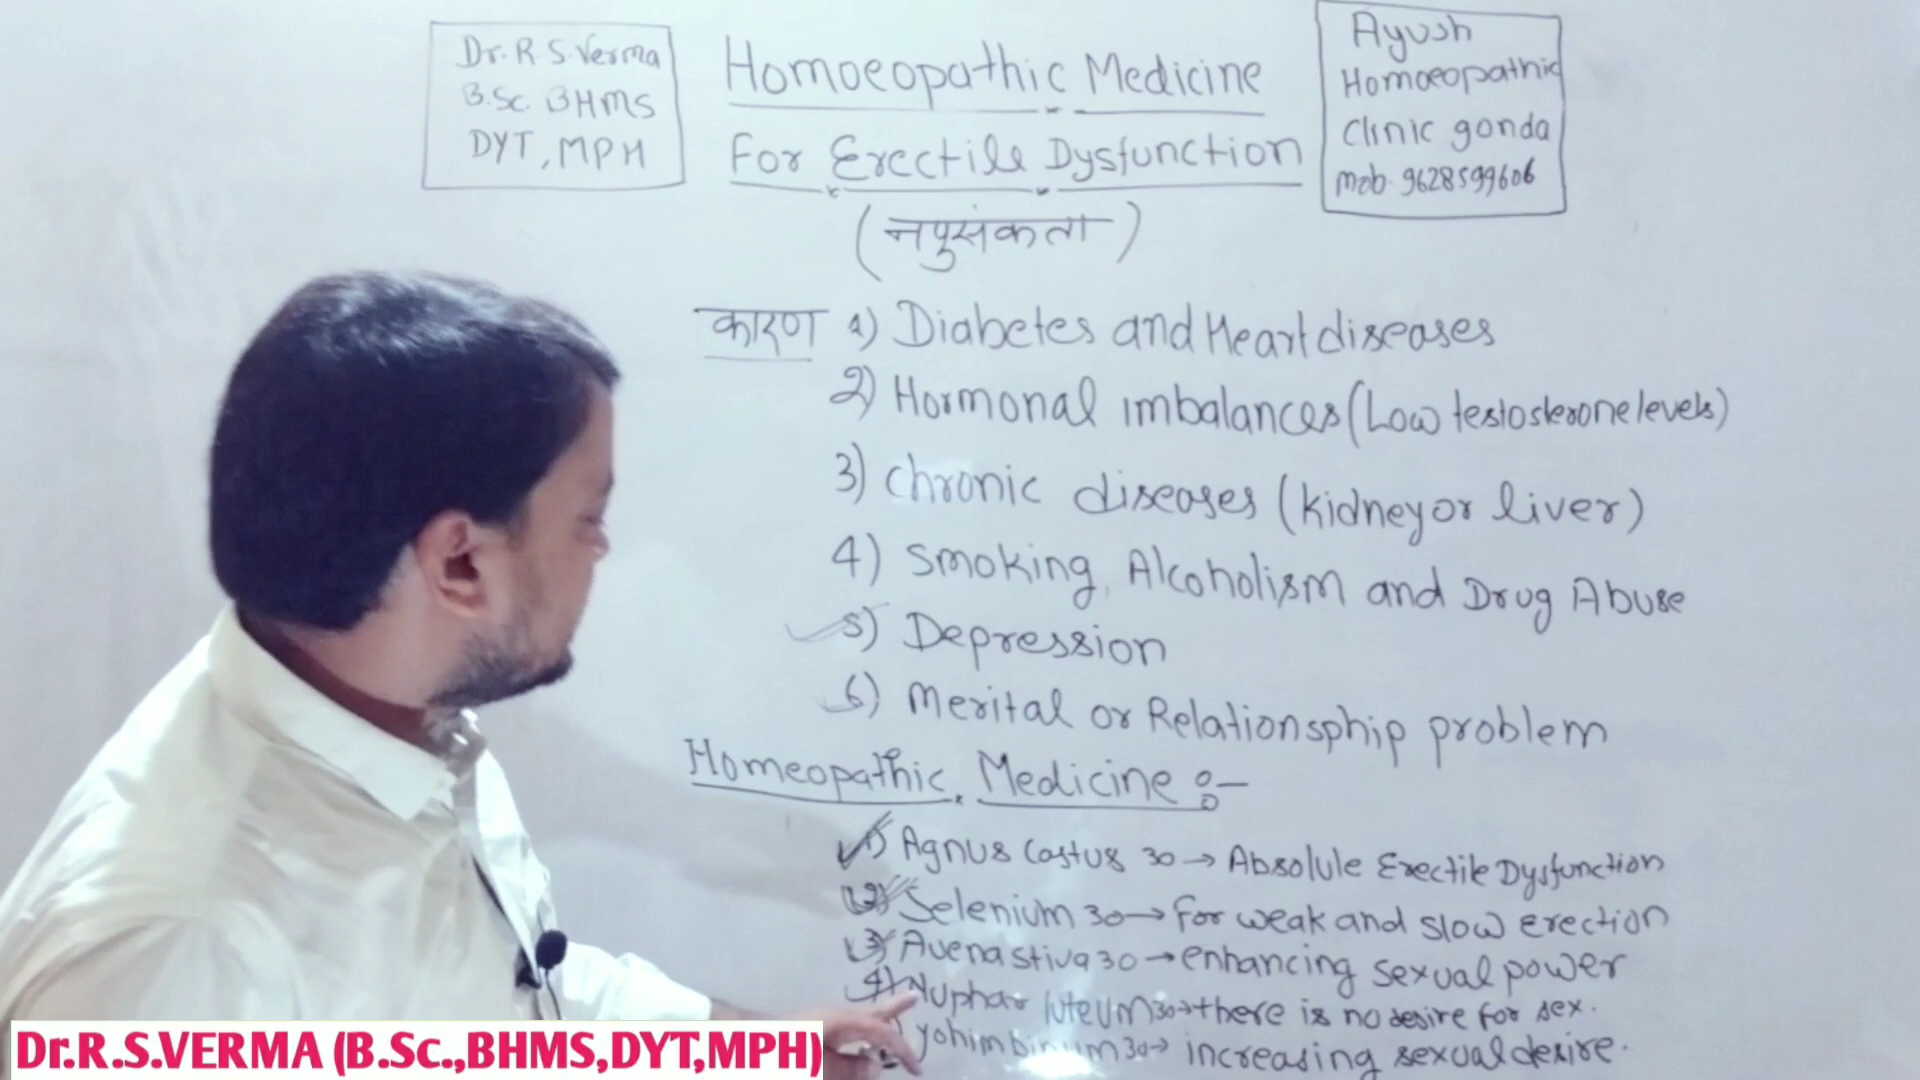 Dr. R. S. Verma
B.Sc. BHMS
DYT, MPH
Homoeopathic Medicine
For Erectile Dysfunction
(नपुसंकता)
Ayush
Homoeopathic
Clinic gonda
Mob. 9628599606
कारण 1) Diabetes and Heart diseases
2) Hormonal imbalances (Low testosterone levels)
3) Chronic diseases (kidney or liver)
4) Smoking, Alcoholism and Drug Abuse
5) Depression
6) Merital or Relationsphip problem
Homeopathic Medicine :-
1) Agnus Castus 30 → Absolule Erectile Dysfunction
2) Selenium 30 → For weak and slow erection
3) Avena stiva 30 → enhancing sexual power
4) Nuphar luteum 30 → there is no desire for sex.
) yohimbinum 30 → increasing sexual desire.
Dr.R.S.VERMA (B.Sc.,BHMS,DYT,MPH)